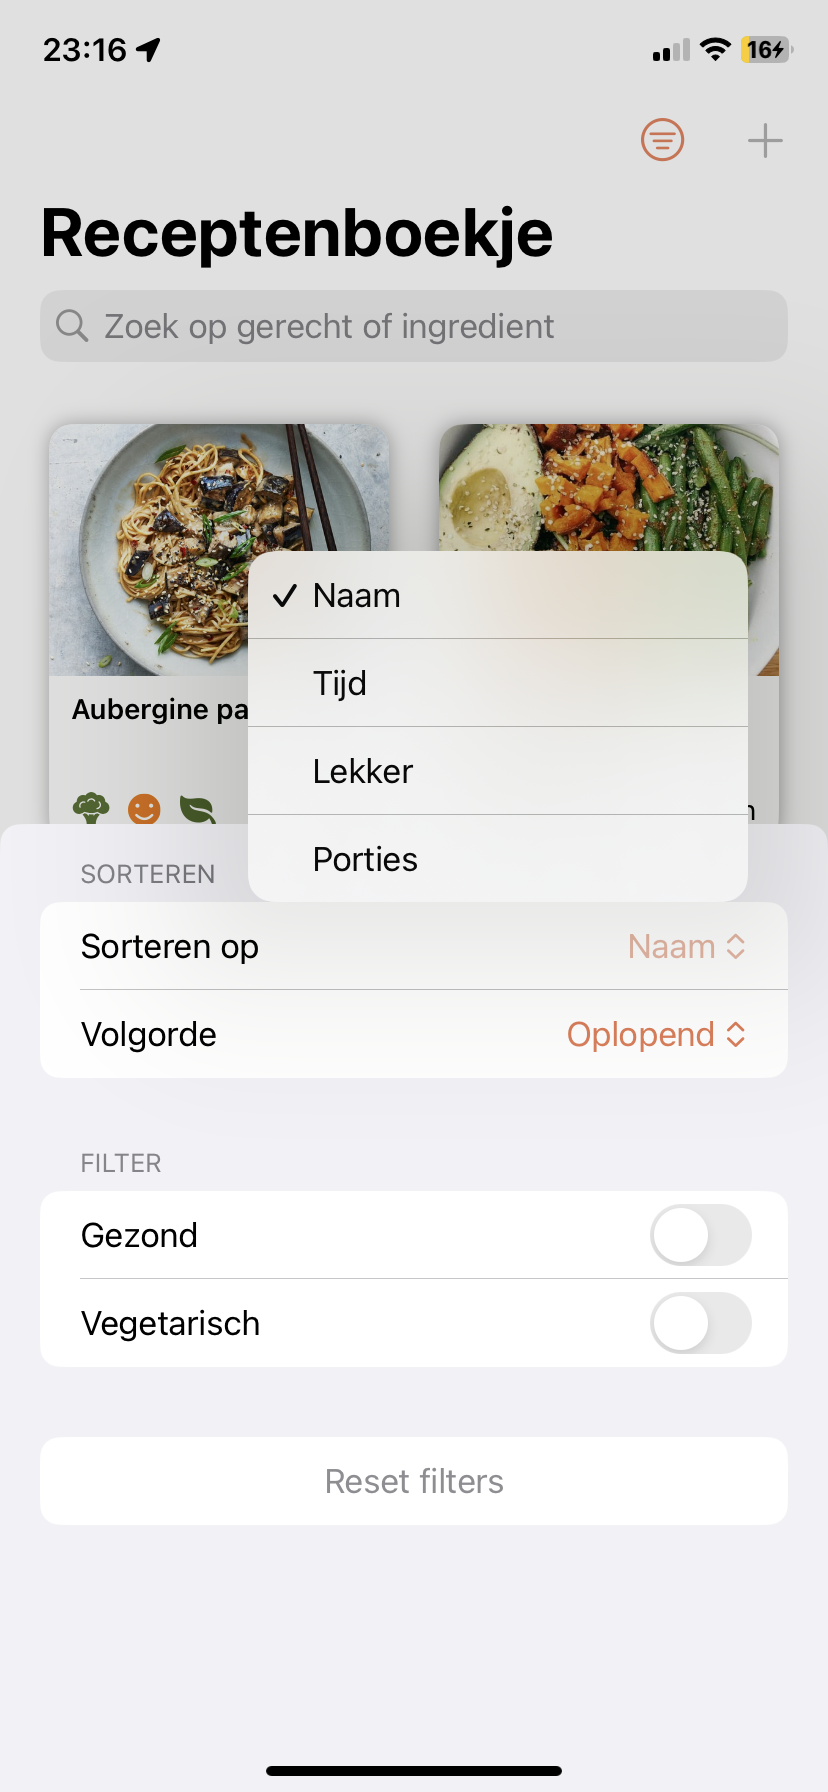 23:16
16
Receptenboekje
Zoek op gerecht of ingredient
Naam
Tijd
Aubergine pa
Lekker
Porties
SORTEREN
Sorteren op Naam
Volgorde Oplopend
FILTER
Gezond
Vegetarisch
Reset filters